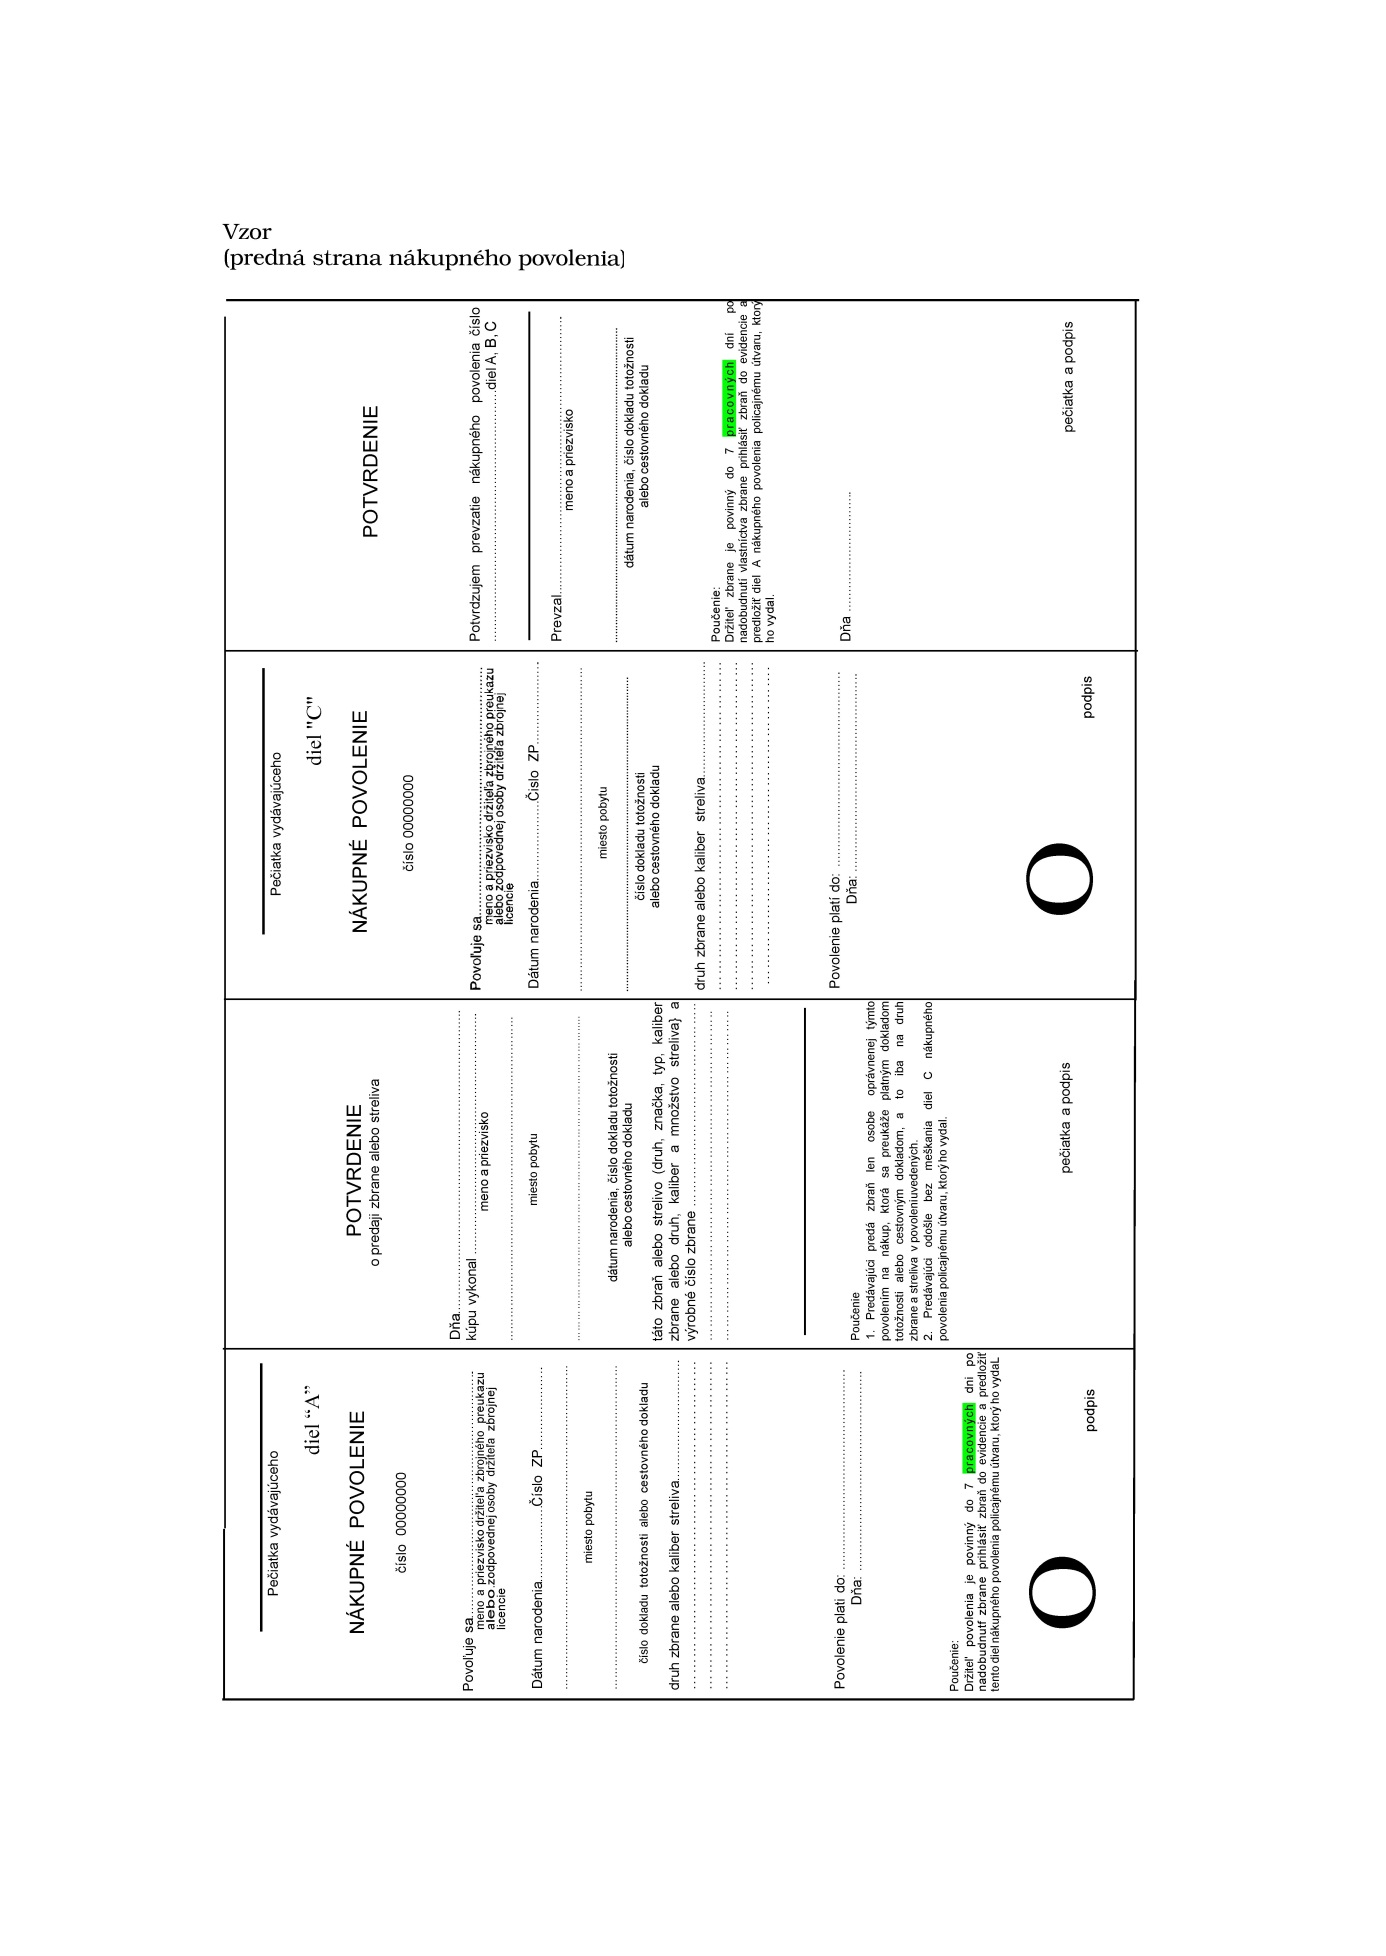 Vzor
(predná strana nákupného povolenia)
Pečiatka vydávajúceho
diel “A”
NÁKUPNÉ POVOLENIE
číslo 00000000
Povoľuje sa
meno a priezvisko držiteľa zbrojného preukazu
alebo zodpovednej osoby držiteľa zbrojnej
licencie
Dátum narodenia Číslo ZP
miesto pobytu
číslo dokladu totožnosti alebo cestovného dokladu
druh zbrane alebo kaliber streliva
Povolenie plati do:
Dňa:
Poučenie:
Držiteľ povolenia je povinný do 7 pracovných dni po
nadobudnutf zbrane prihlásiť zbraň do evidencie a predložiť
tento diel nákupného povolenia policajnému útvaru, ktorý ho vydaL
O
podpis
POTVRDENIE
o predaji zbrane alebo streliva
Dňa
kúpu vykonal
meno a priezvisko
miesto pobytu
dátum narodenia, číslo dokladu totožnosti
alebo cestovného dokladu
táto zbraň alebo strelivo (druh, značka, typ, kaliber
zbrane alebo druh, kaliber a množstvo streliva} a
výrobné číslo zbrane
Poučenie
1. Predávajúci predá zbraň len osobe oprávnenej týmto
povolením na nákup, ktorá sa preukáže platným dokladom
totožnosti alebo cestovným dokladom, a to iba na druh
zbrane a streliva v povoleniuvedených.
2. Predávajúci odošle bez meškania diel C nákupného
povolenia policajnému útvaru, ktorý ho vydal.
pečiatka a podpis
Pečiatka vydávajúceho
diel "C"
NÁKUPNÉ POVOLENIE
číslo 00000000
Povoľuje sa
meno a priezvisko držiteľa zbrojného preukazu
alebo zodpovednej osoby držiteľa zbrojnej
licencie
Dátum narodenia Číslo ZP
miesto pobytu
číslo dokladu totožnosti
alebo cestovného dokladu
druh zbrane alebo kaliber streliva
Povolenie platí do:
Dňa:
O
podpis
POTVRDENIE
Potvrdzujem prevzatie nákupného povolenia číslo
diel A, B, C
Prevzal
meno a priezvisko
dátum narodenia, číslo dokladu totožnosti
alebo cestovného dokladu
Poučenie:
Držiteľ zbrane je povinný do 7 pracovných dní po
nadobudnutí vlastníctva zbrane prihlásiť zbraň do evidencie a
predložiť diel A nákupného povolenia policajnému útvaru, ktorý
ho vydal.
Dňa
pečiatka a podpis